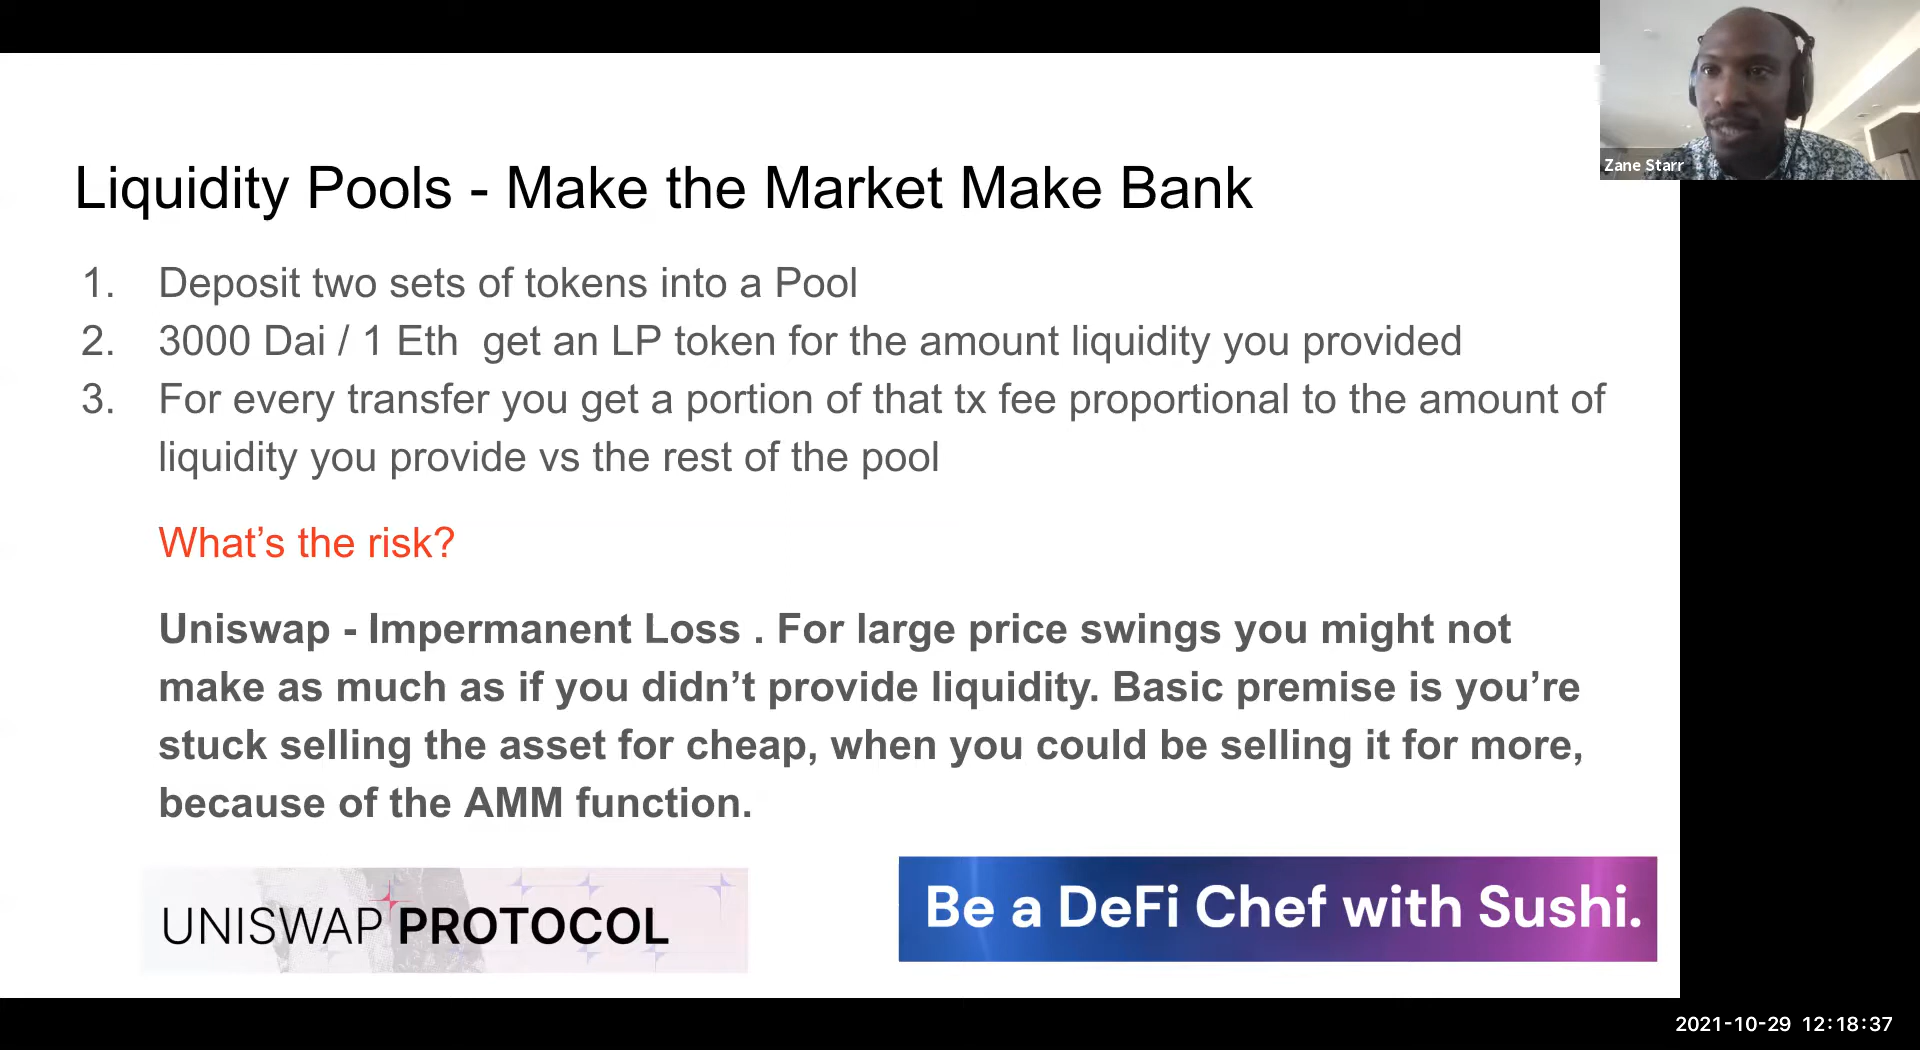 Zane Starr
Liquidity Pools - Make the Market Make Bank
1. Deposit two sets of tokens into a Pool
2. 3000 Dai / 1 Eth  get an LP token for the amount liquidity you provided
3. For every transfer you get a portion of that tx fee proportional to the amount of
liquidity you provide vs the rest of the pool
What’s the risk?
Uniswap - Impermanent Loss . For large price swings you might not
make as much as if you didn’t provide liquidity. Basic premise is you’re
stuck selling the asset for cheap, when you could be selling it for more,
because of the AMM function.
UNISWAP PROTOCOL
Be a DeFi Chef with Sushi.
2021-10-29 12:18:37